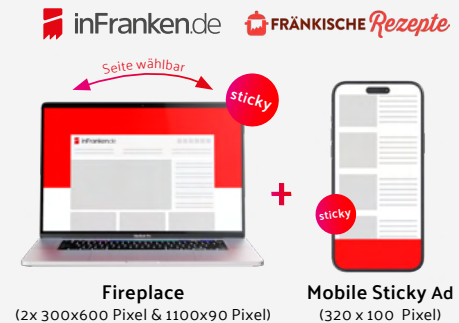 inFranken.de
FRÄNKISCHE Rezepte
Seite wählbar
sticky
inFranken.de
sticky
Fireplace
(2x 300x600 Pixel & 1100x90 Pixel)
+
Mobile Sticky Ad
(320 x 100 Pixel)